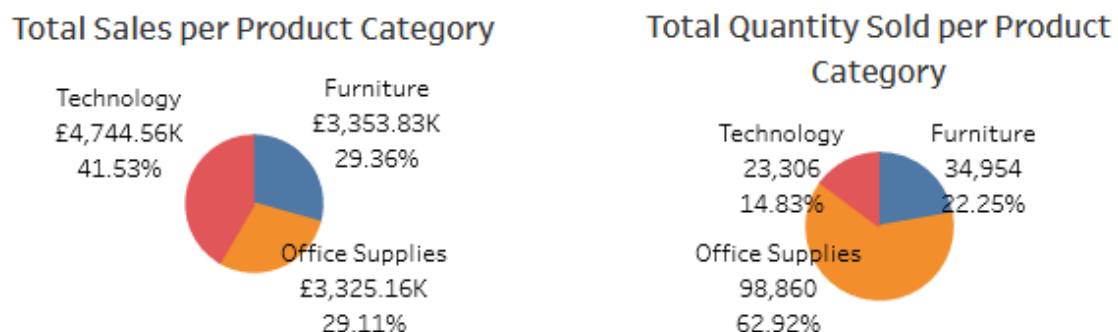 Total Sales per Product Category
Technology
£4,744.56K
41.53%
Furniture
£3,353.83K
29.36%
Office Supplies
£3,325.16K
29.11%
Total Quantity Sold per Product
Category
Technology
23,306
14.83%
Furniture
34,954
22.25%
Office Supplies
98,860
62.92%